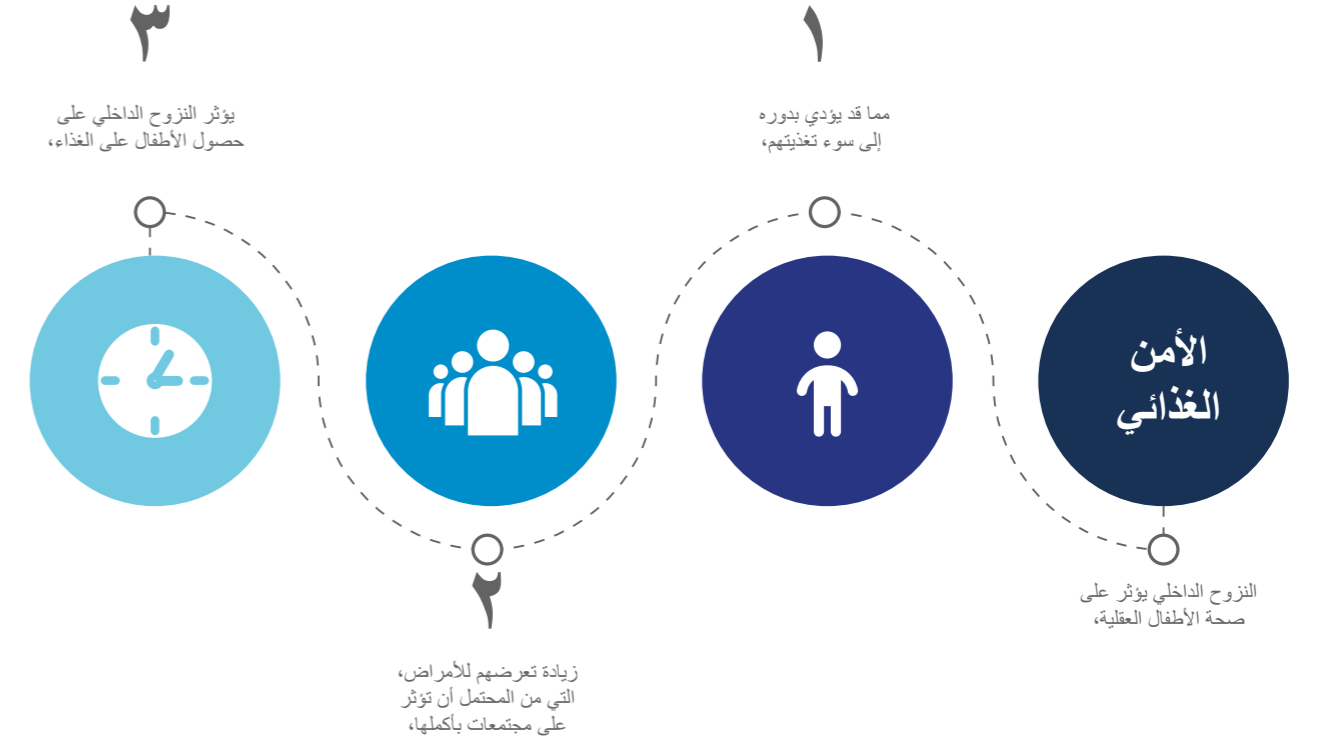 الأمن
الغذائي
النزوح الداخلي يؤثر على
صحة الأطفال العقلية،
١
مما قد يؤدي بدوره
إلى سوء تغذيتهم،
٢
زيادة تعرضهم للأمراض،
التي من المحتمل أن تؤثر
على مجتمعات بأكملها،
٣
يؤثر النزوح الداخلي على
حصول الأطفال على الغذاء،